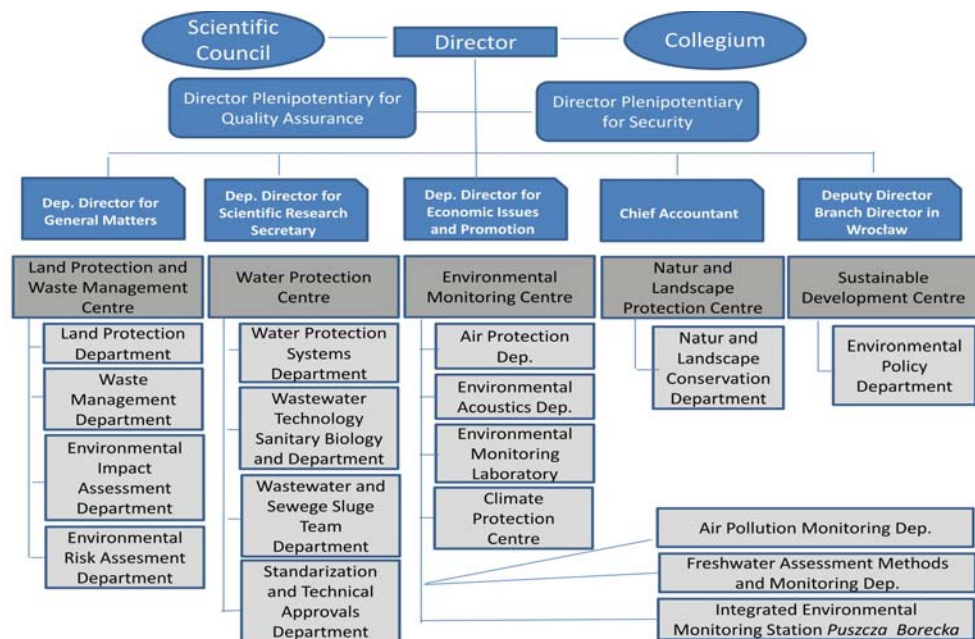 Scientific
Council
Director
Collegium
Director Plenipotentiary for
Quality Assurance
Director Plenipotentiary
for Security
Dep. Director for
General Matters
Dep. Director for
Scientific Research
Secretary
Dep. Director for
Economic Issues
and Promotion
Chief Accountant
Deputy Director
Branch Director in
Wrocław
Land Protection and
Waste Management
Centre
Water Protection
Centre
Environmental
Monitoring Centre
Natur and
Landscape
Protection Centre
Sustainable
Development Centre
Land Protection
Department
Waste
Management
Department
Environmental
Impact
Assessment
Department
Environmental
Risk Assesment
Department
Water Protection
Systems
Department
Wastewater
Technology
Sanitary Biology
and Department
Wastewater and
Sewege Sluge
Team
Department
Standarization
and Technical
Approvals
Department
Air Protection
Dep.
Environmental
Acoustics Dep.
Environmental
Monitoring
Laboratory
Climate
Protection
Centre
Natur and
Landscape
Conservation
Department
Environmental
Policy
Department
Air Pollution Monitoring Dep.
Freshwater Assessment Methods
and Monitoring Dep.
Integrated Environmental
Monitoring Station Puszcza Borecka